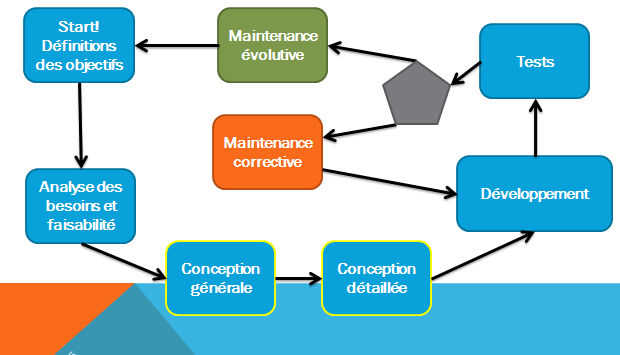 Start!
Définitions
des objectifs
Maintenance
évolutive
Tests
Maintenance
corrective
Analyse des
besoins et
faisabilité
Développement
Conception
générale
Conception
détaillée